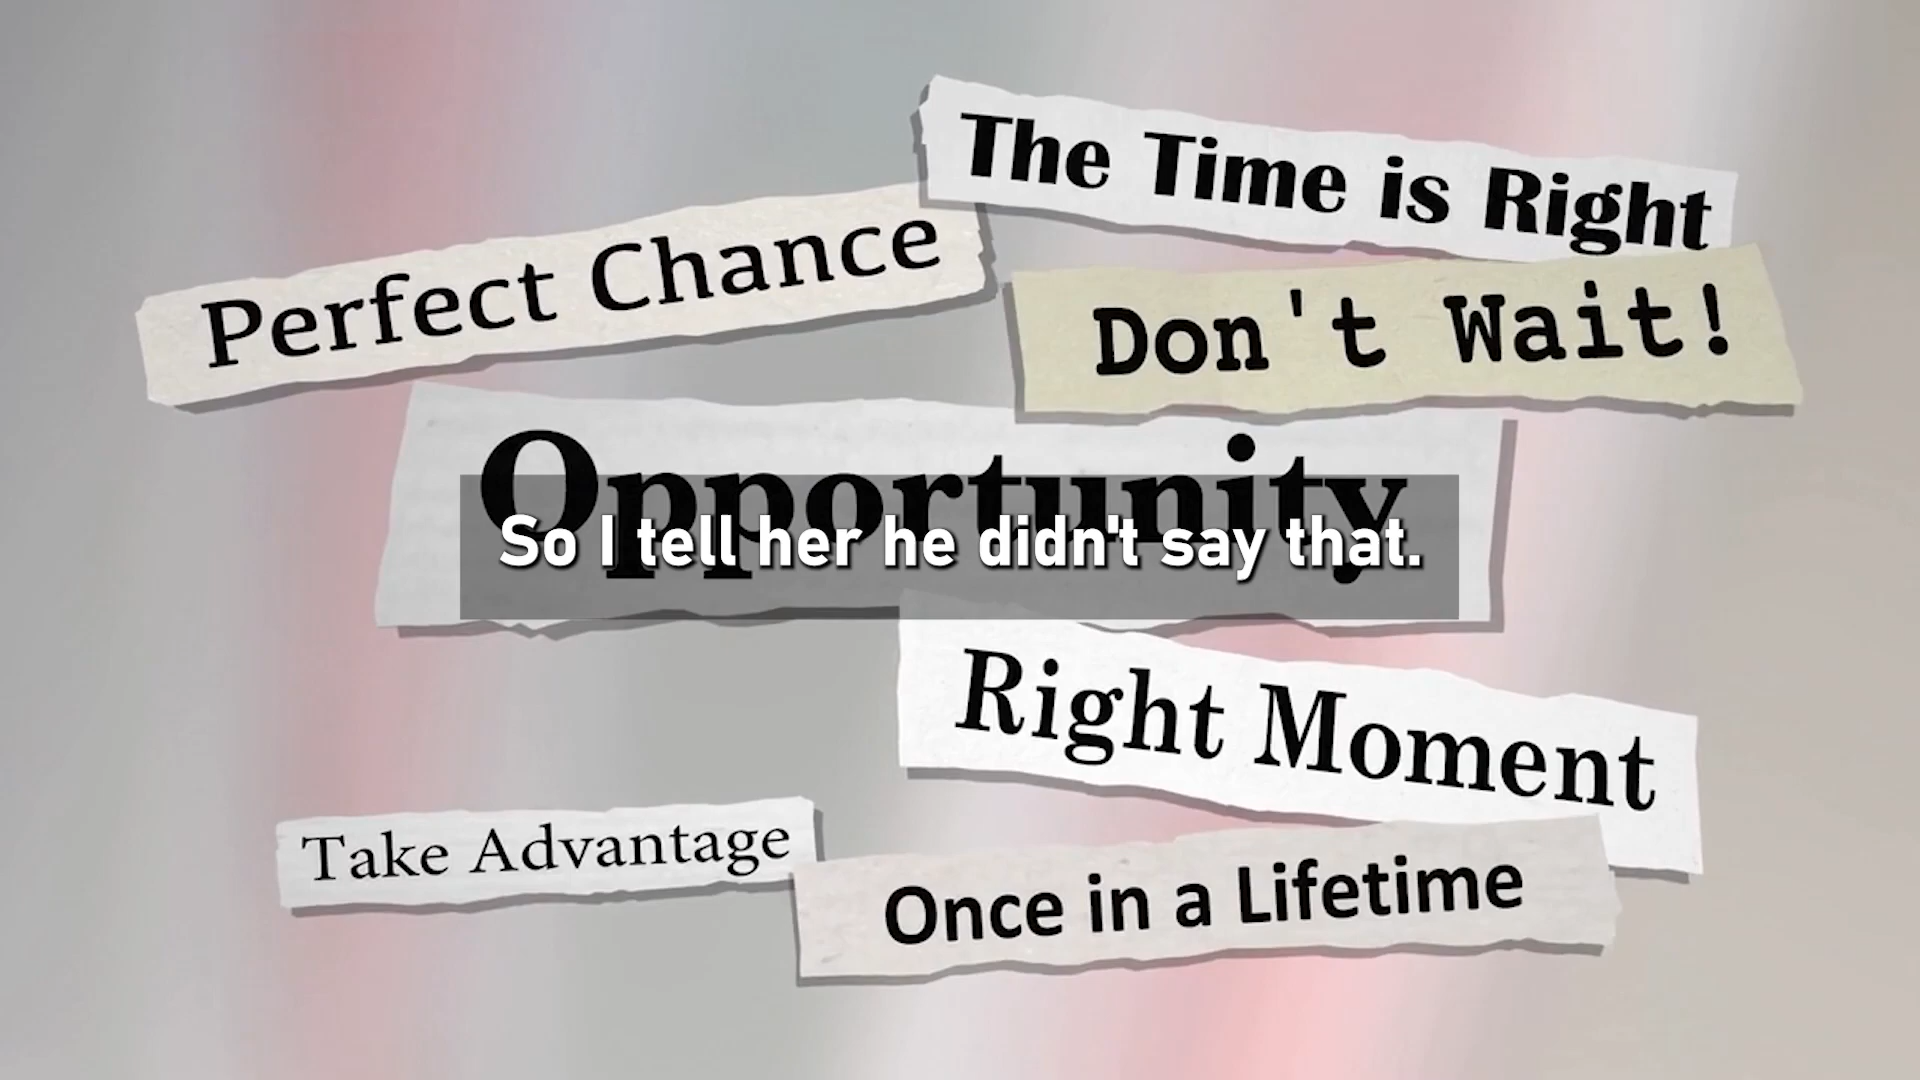 The Time is Right
Perfect Chance
Don't Wait!
Opportunity
So I tell her he didn't say that.
Right Moment
Take Advantage
Once in a Lifetime